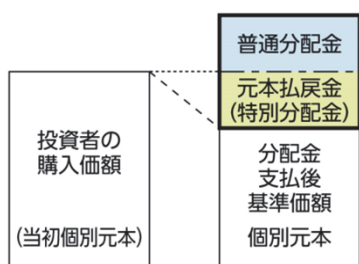 普通分配金
元本払戻金
(特別分配金)
投資者の
購入価額
(当初個別元本)
分配金
支払後
基準価額
個別元本